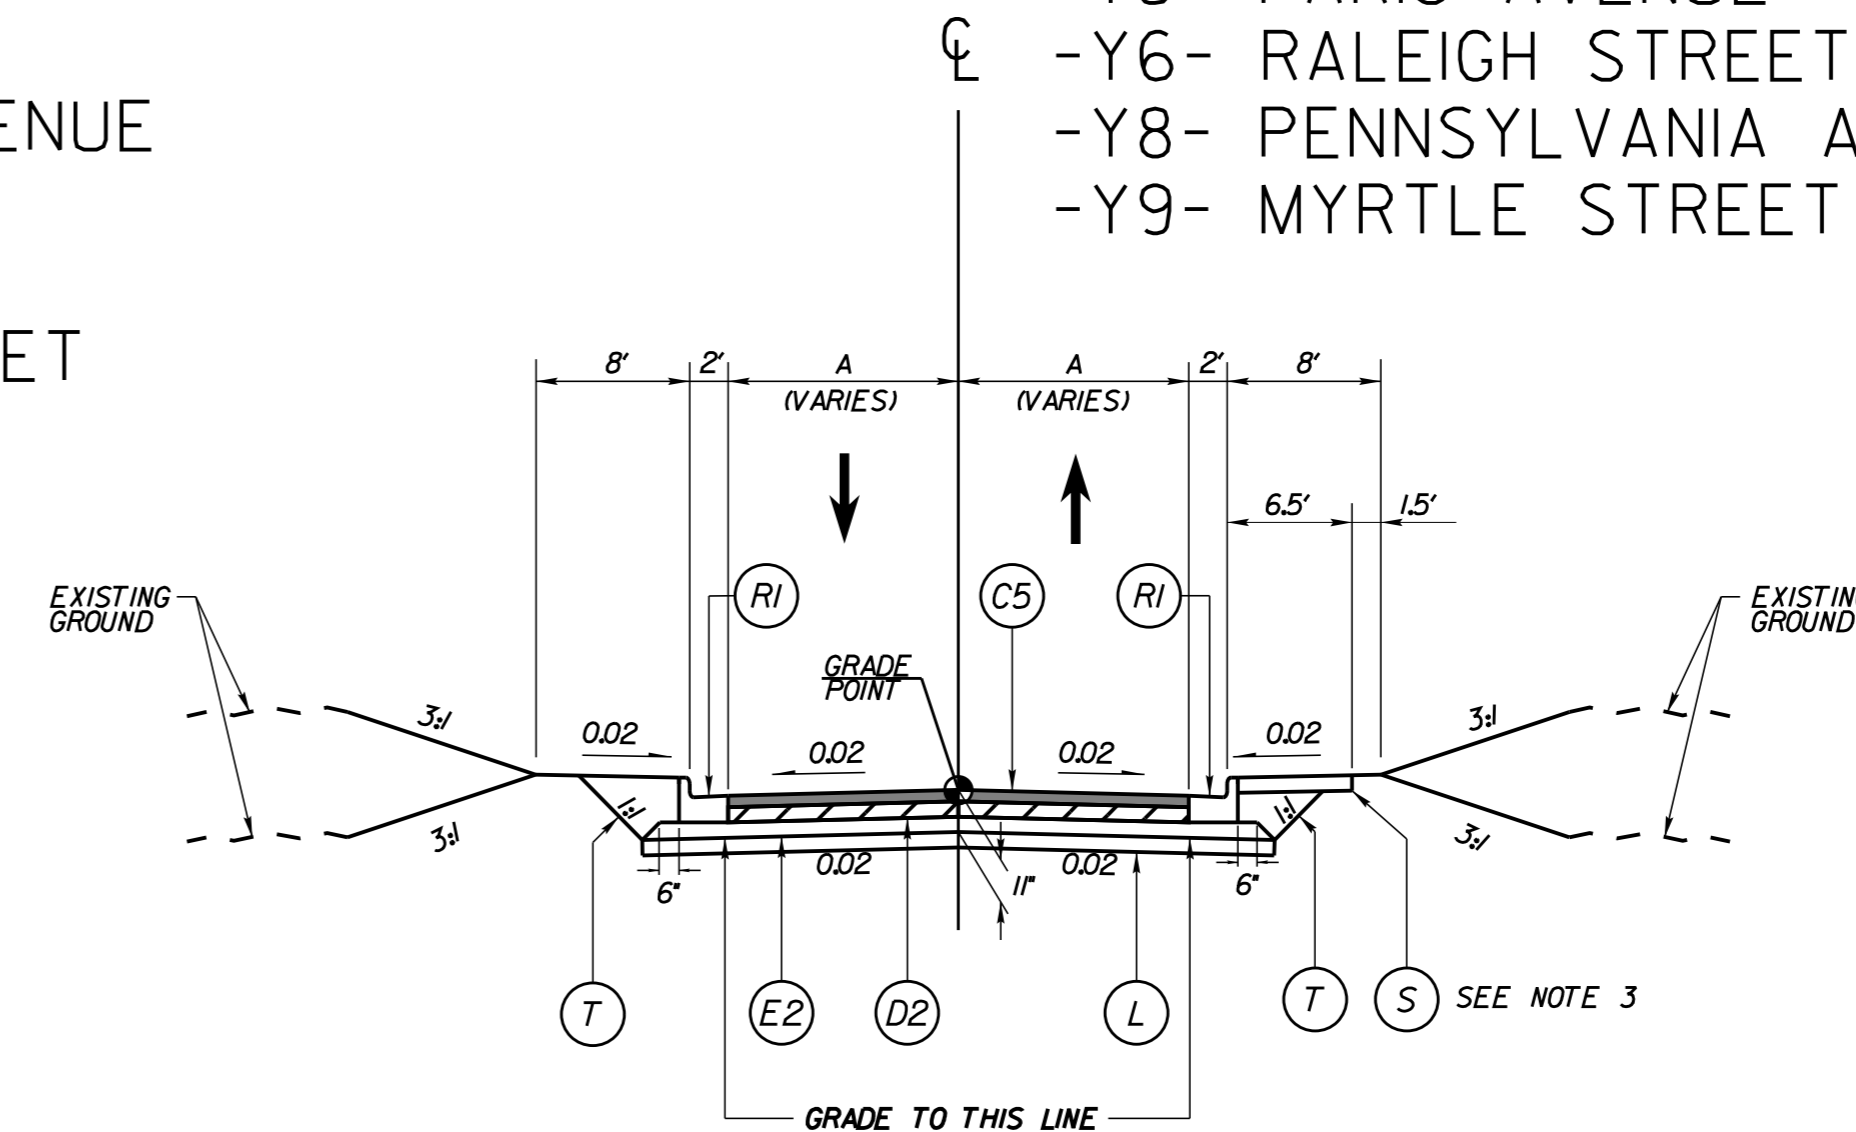 -Y6- RALEIGH STREET
-Y8- PENNSYLVANIA
-Y9- MYRTLE STREET
8' 2' A A 2' 8'
(VARIES) (VARIES)
6.5' 1.5'
R1 C5 R1
EXISTING
GROUND
GROUND
GRADE
POINT
3:1 3:1
0.02 0.02 0.02 0.02
1:1 1:1
3:1 3:1
0.02 0.02
6" 11" 6"
T E2 D2 L T S SEE NOTE 3
GRADE TO THIS LINE